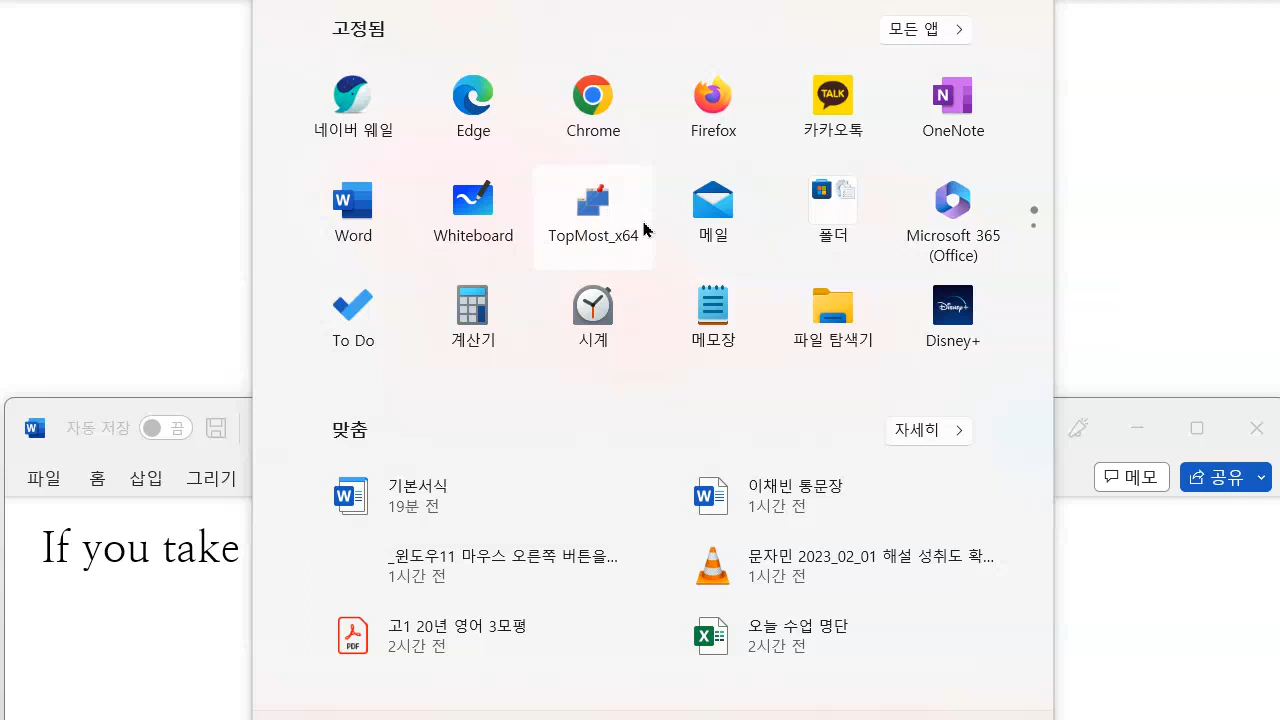 고정됨
모든 앱
네이버 웨일
Edge
Chrome
Firefox
TALK
카카오톡
N
OneNote
W
Word
Whiteboard
TopMost_x64
메일
폴더
Microsoft 365
(Office)
To Do
계산기
시계
메모장
파일 탐색기
Disney+
Disney+
맞춤
자세히
W
자동 저장
끔
파일
홈
삽입
그리기
메모
공유
If you take
W
기본서식
19분 전
W
이채빈 통문장
1시간 전
_윈도우11 마우스 오른쪽 버튼을...
1시간 전
문자민 2023_02_01 해설 성취도 확...
1시간 전
PDF
고1 20년 영어 3모평
2시간 전
X
오늘 수업 명단
2시간 전